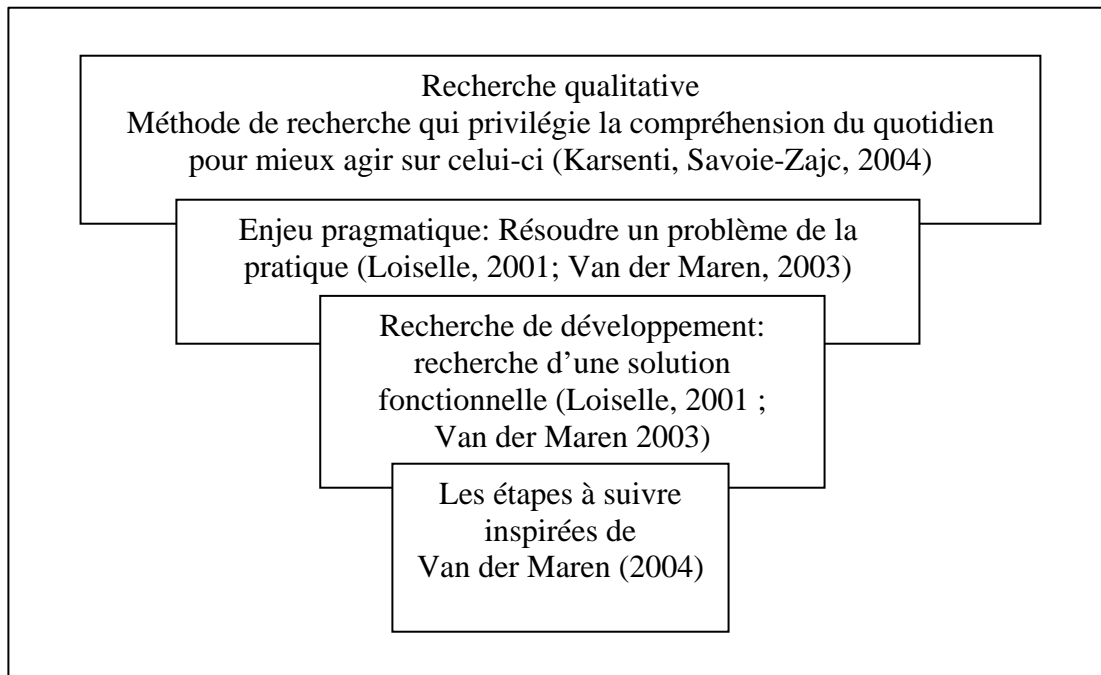 Recherche qualitative
Méthode de recherche qui privilégie la compréhension du quotidien
pour mieux agir sur celui-ci (Karsenti, Savoie-Zajc, 2004)
Enjeu pragmatique: Résoudre un problème de la
pratique (Loiselle, 2001; Van der Maren, 2003)
Recherche de développement:
recherche d’une solution
fonctionnelle (Loiselle, 2001 ;
Van der Maren 2003)
Les étapes à suivre
inspirées de
Van der Maren (2004)